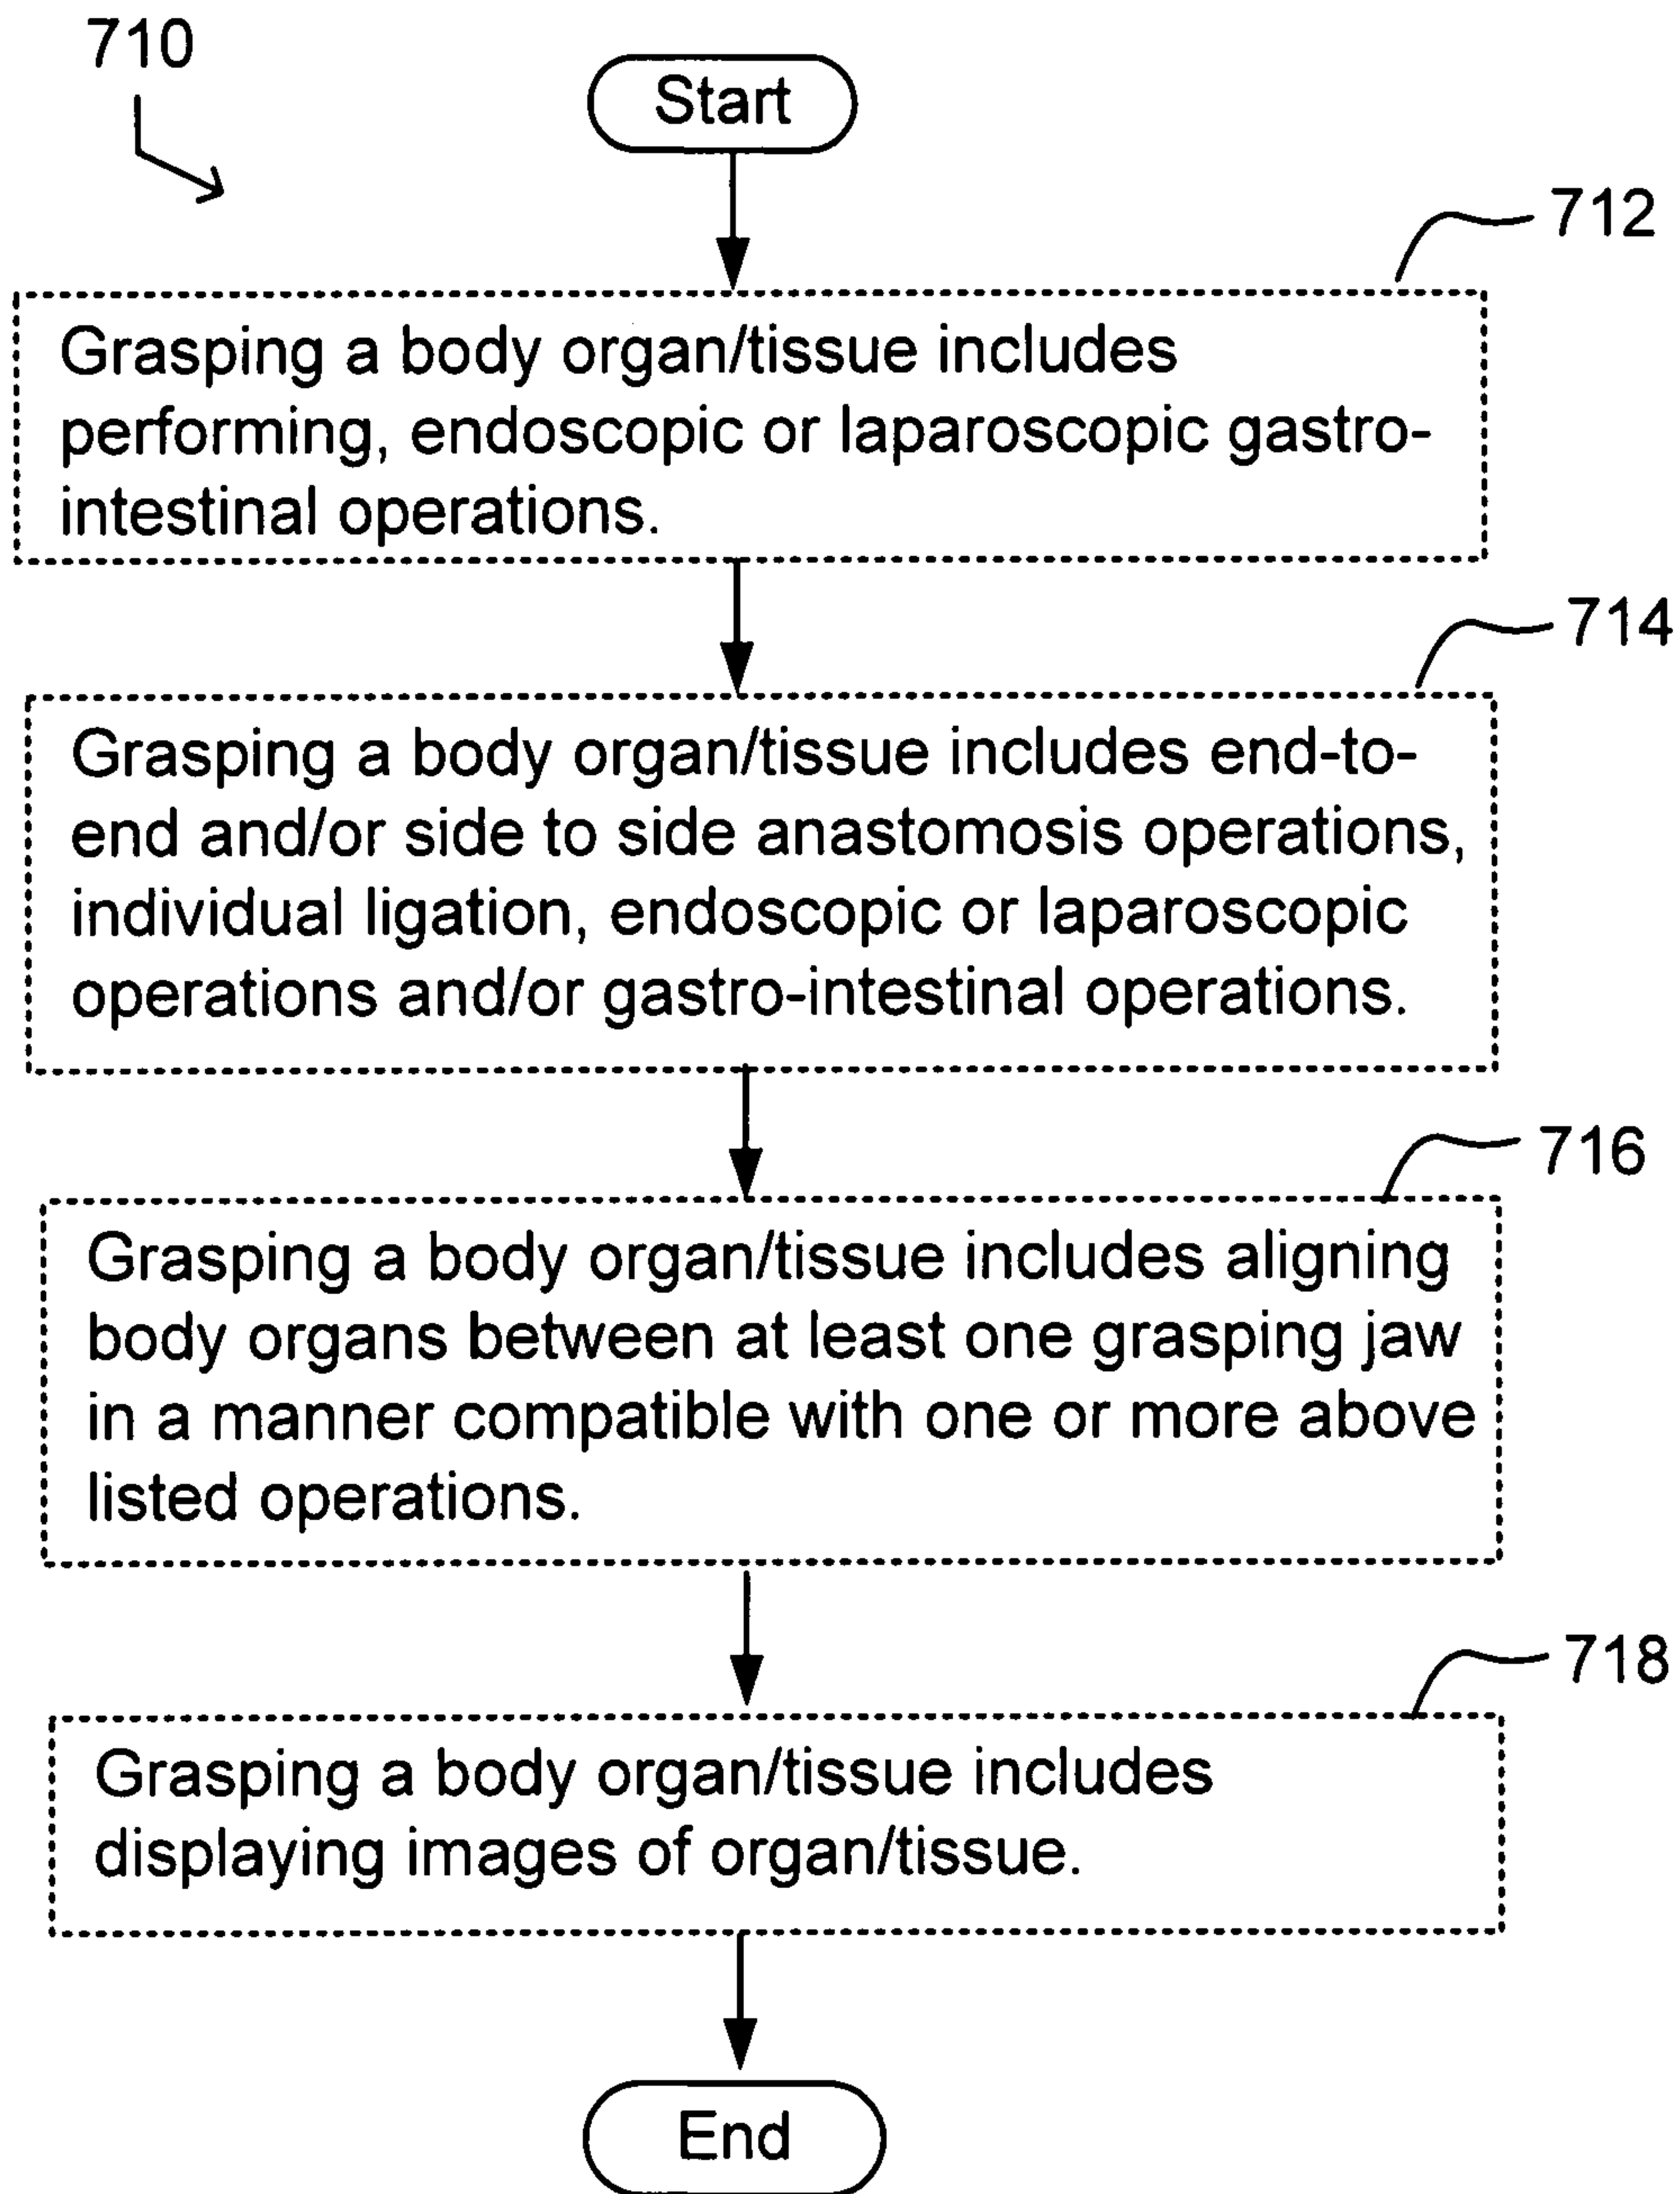 710
Start
712
Grasping a body organ/tissue includes
performing, endoscopic or laparoscopic gastro-
intestinal operations.
714
Grasping a body organ/tissue includes end-to-
end and/or side to side anastomosis operations,
individual ligation, endoscopic or laparoscopic
operations and/or gastro-intestinal operations.
716
Grasping a body organ/tissue includes aligning
body organs between at least one grasping jaw
in a manner compatible with one or more above
listed operations.
718
Grasping a body organ/tissue includes
displaying images of organ/tissue.
End